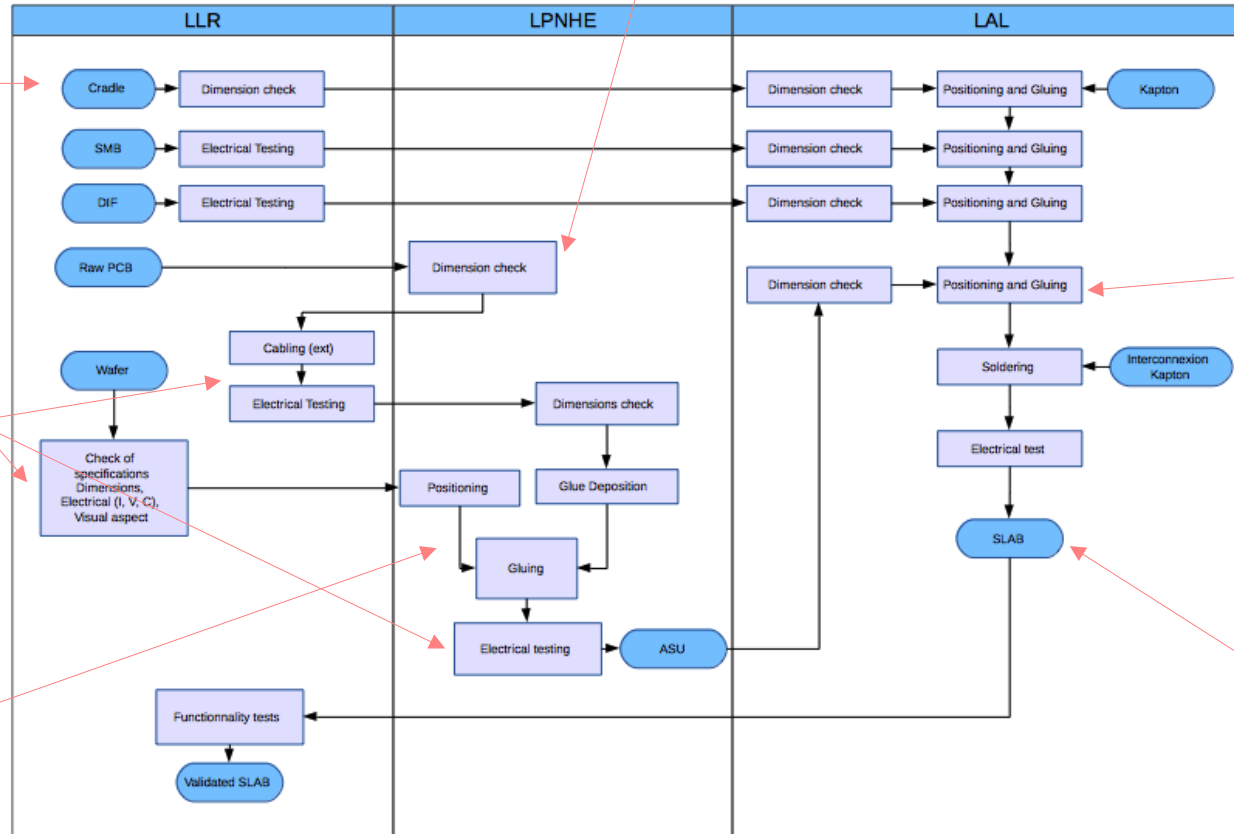 LLR
LPNHE
LAL
Cradle
Dimension check
Dimension check
Positioning and Gluing
Kapton
SMB
Electrical Testing
Dimension check
Positioning and Gluing
DIF
Electrical Testing
Dimension check
Positioning and Gluing
Raw PCB
Dimension check
Dimension check
Positioning and Gluing
Cabling (ext)
Wafer
Soldering
Interconnexion
Kapton
Electrical Testing
Dimensions check
Check of
specifications
Dimensions,
Electrical (I, V, C),
Visual aspect
Positioning
Glue Deposition
Electrical test
Gluing
SLAB
Electrical testing
ASU
Functionnality tests
Validated SLAB